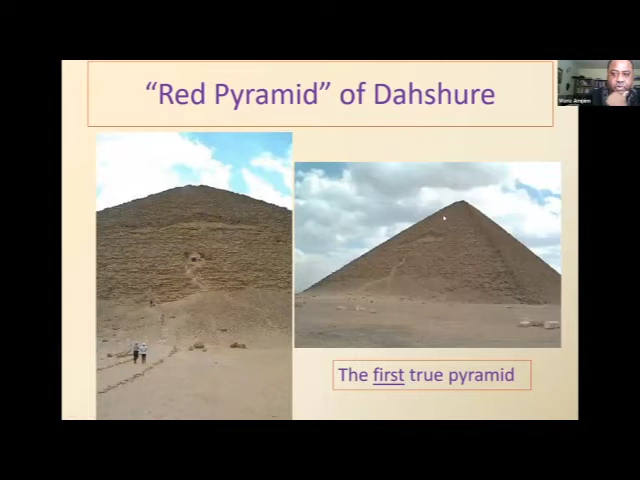 “Red Pyramid” of Dahshure
The first true pyramid